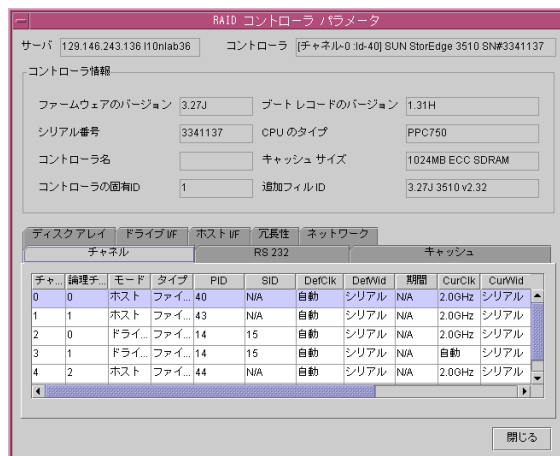 RAID コントローラ パラメータ
サーバ 129.146.243.136 l10nlab36 コントローラ [チャネル-0 :Id-40] SUN StorEdge 3510 SN#3341137
コントローラ情報
ファームウェアのバージョン 3.27J ブート レコードのバージョン 1.31H
シリアル番号 3341137 CPU のタイプ PPC750
コントローラ名 キャッシュ サイズ 1024MB ECC SDRAM
コントローラの固有ID 1 追加フィル ID 3.27J 3510 v2.32
ディスク アレイ ドライブ I/F ホスト I/F 冗長性 ネットワーク
チャネル RS 232 キャッシュ
チャ... 論理チ... モード タイプ PID SID DefClk DefWid 期間 CurClk CurWid
0 0 ホスト ファイ... 40 N/A 自動 シリアル N/A 2.0GHz シリアル
1 1 ホスト ファイ... 43 N/A 自動 シリアル N/A 2.0GHz シリアル
2 0 ドライ... ファイ... 14 15 自動 シリアル N/A 2.0GHz シリアル
3 1 ドライ... ファイ... 14 15 自動 シリアル N/A 自動 シリアル
4 2 ホスト ファイ... 44 N/A 自動 シリアル N/A 2.0GHz シリアル
閉じる